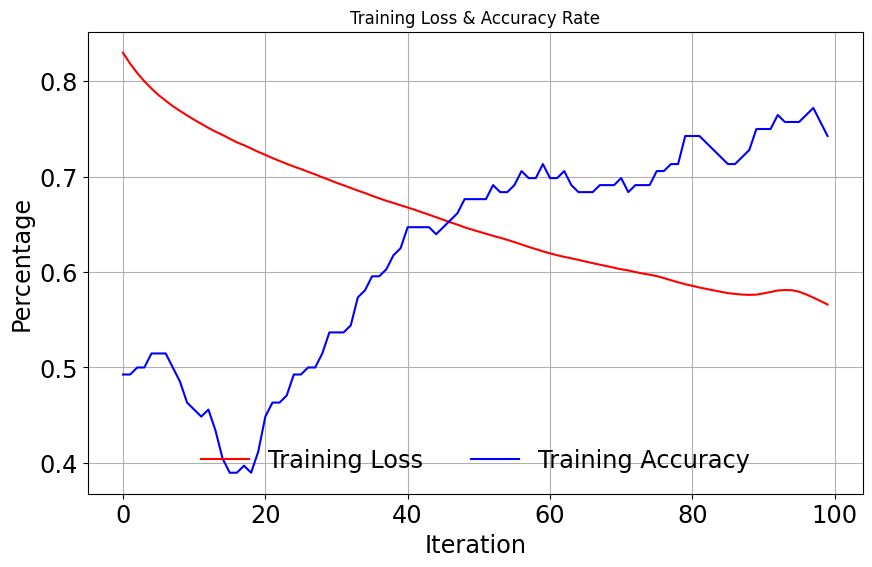 Training Loss & Accuracy Rate
0.8
0.7
0.6
0.5
0.4
Percentage
Training Loss
Training Accuracy
0 20 40 60 80 100
Iteration